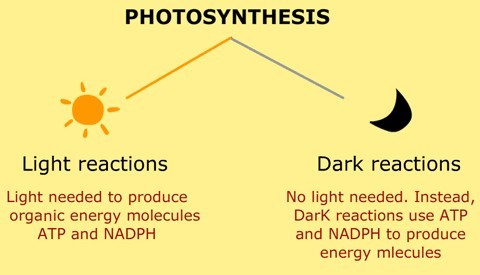 PHOTOSYNTHESIS
Light reactions
Light needed to produce
organic energy molecules
ATP and NADPH
Dark reactions
No light needed. Instead,
DarK reactions use ATP
and NADPH to produce
energy mlecules